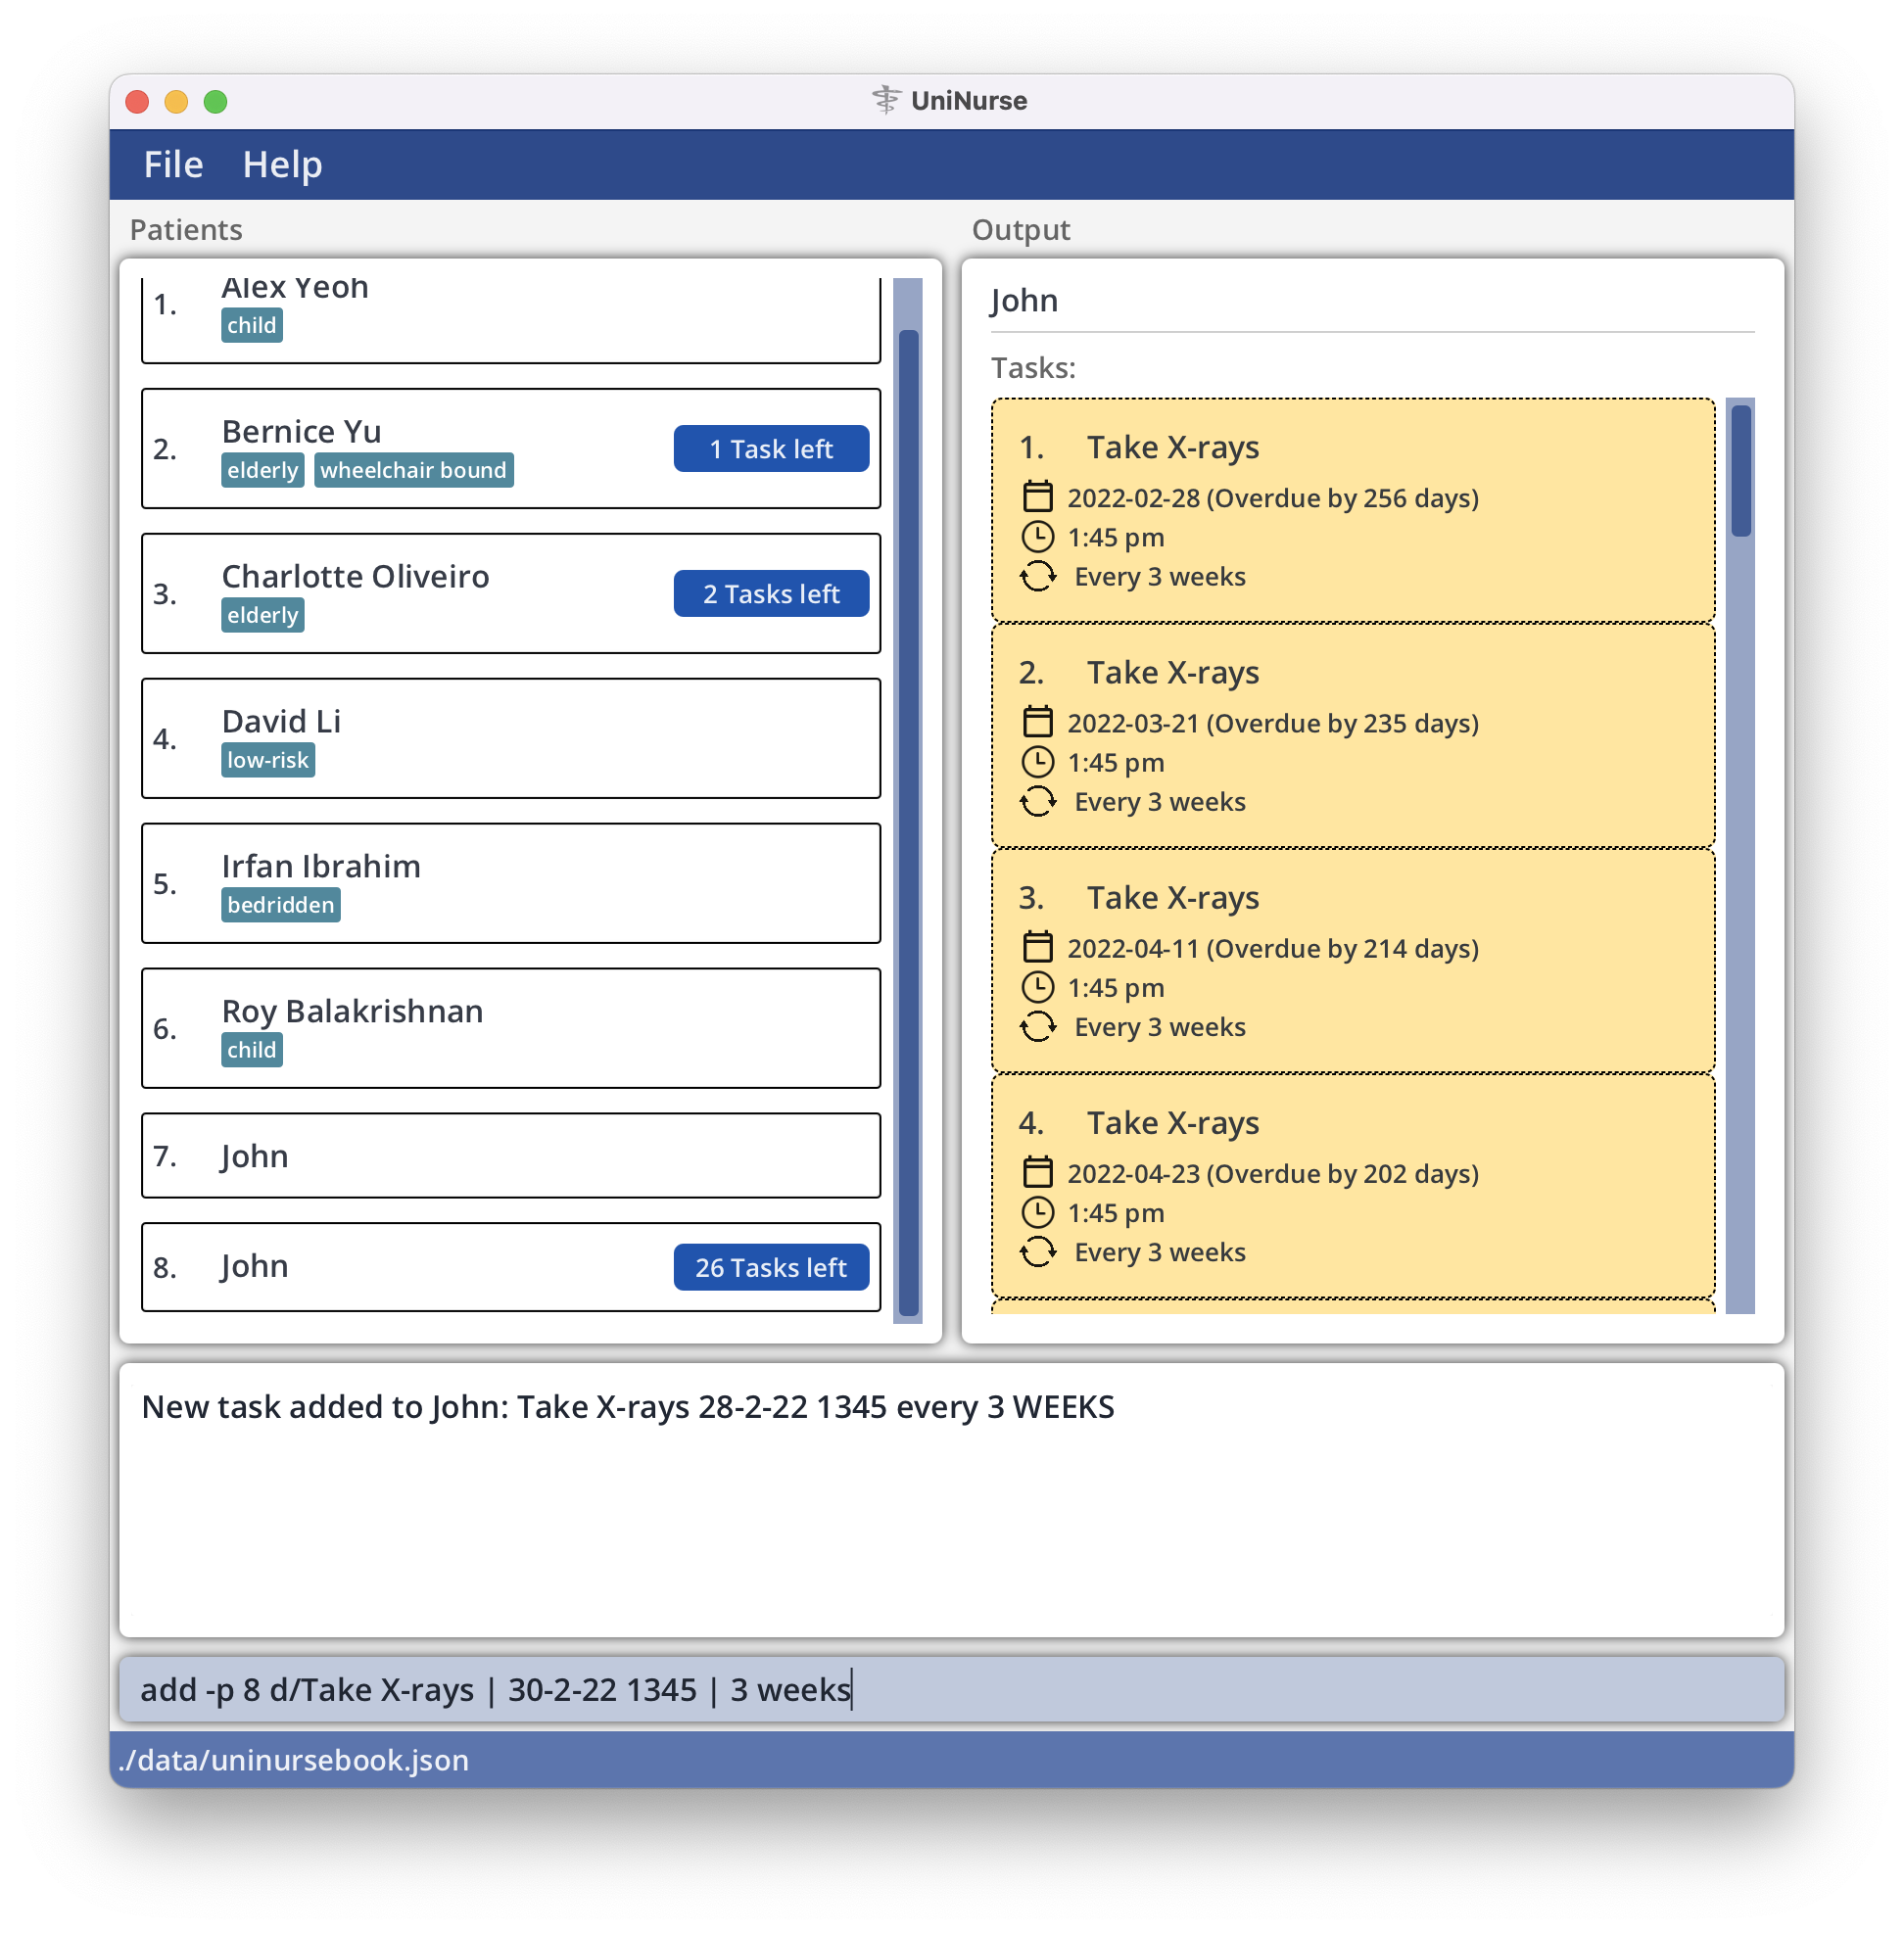 UniNurse
File Help
Patients
1. Alex Yeoh
child
2. Bernice Yu
elderly wheelchair bound
1 Task left
3. Charlotte Oliveiro
elderly
2 Tasks left
4. David Li
low-risk
5. Irfan Ibrahim
bedridden
6. Roy Balakrishnan
child
7. John
8. John
26 Tasks left
Output
John
Tasks:
1. Take X-rays
2022-02-28 (Overdue by 256 days)
1:45 pm
Every 3 weeks
2. Take X-rays
2022-03-21 (Overdue by 235 days)
1:45 pm
Every 3 weeks
3. Take X-rays
2022-04-11 (Overdue by 214 days)
1:45 pm
Every 3 weeks
4. Take X-rays
2022-04-23 (Overdue by 202 days)
1:45 pm
Every 3 weeks
New task added to John: Take X-rays 28-2-22 1345 every 3 WEEKS
add -p 8 d/Take X-rays | 30-2-22 1345 | 3 weeks
./data/uninursebook.json